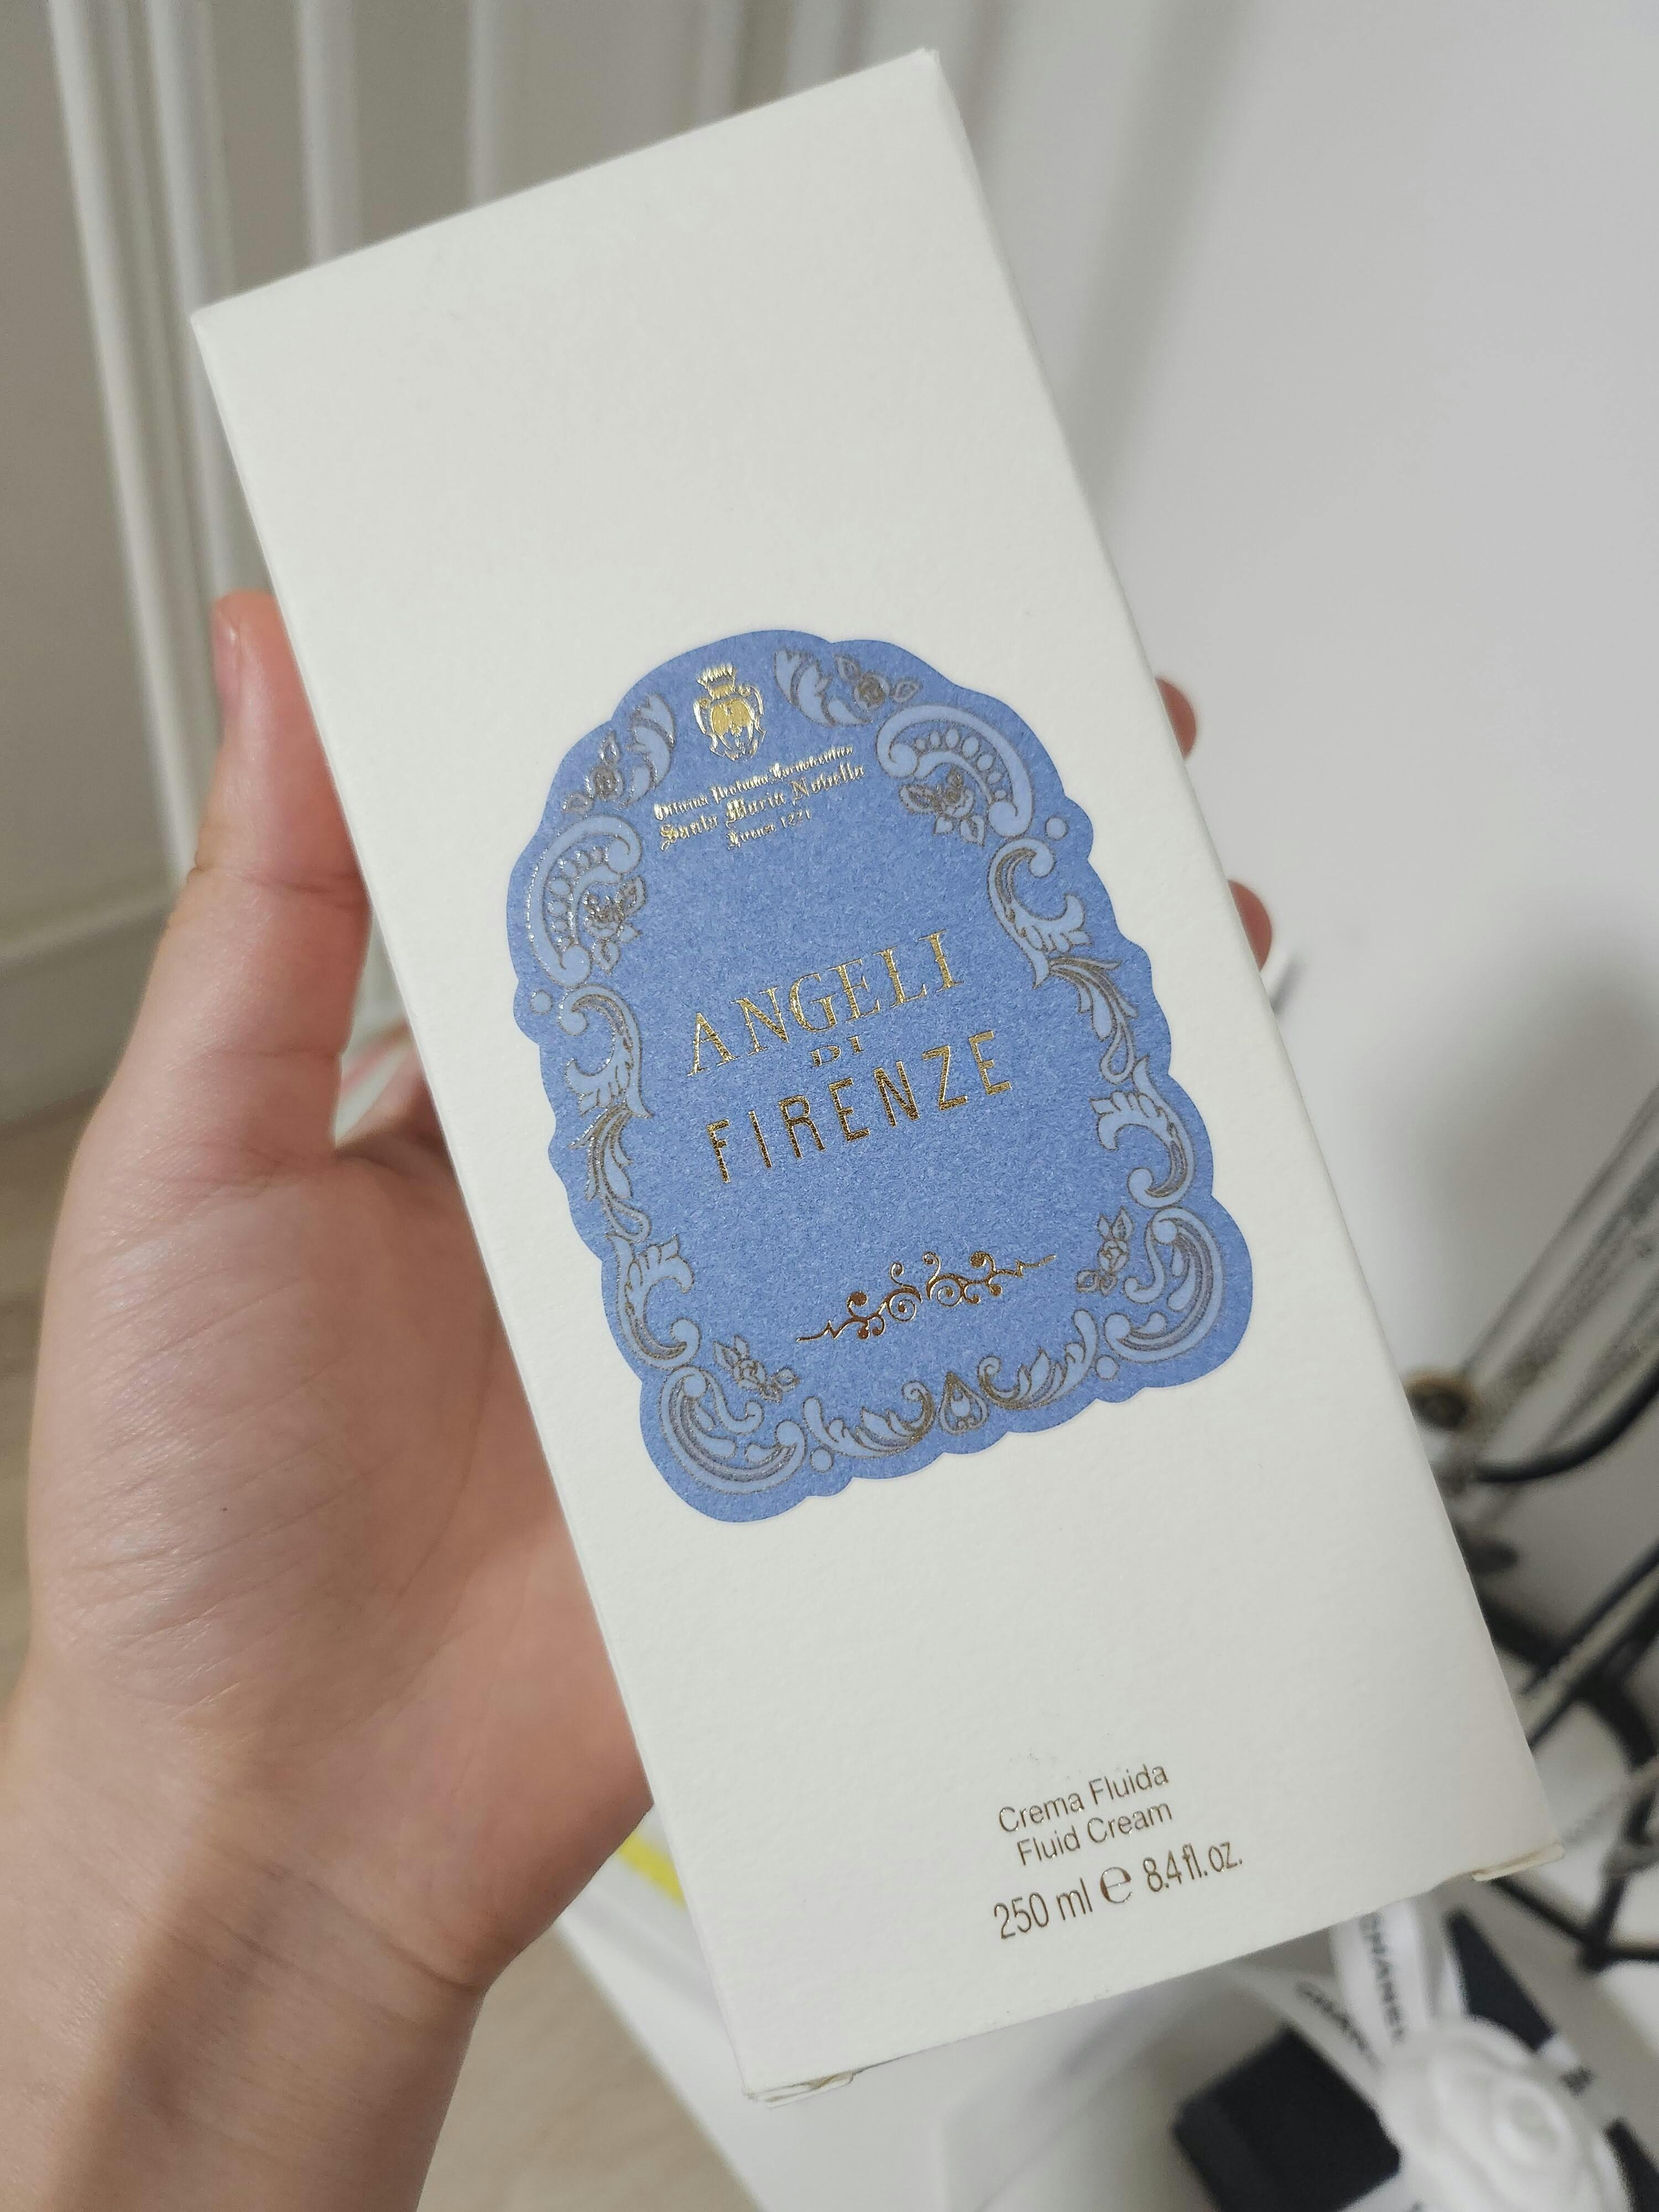 Officina Profumo Farmaceutica
Santa Maria Novella
Firenze 1221
ANGELI
DI
FIRENZE
Crema Fluida
Fluid Cream
250 ml ℮ 8.4 fl. oz.
CHANEL